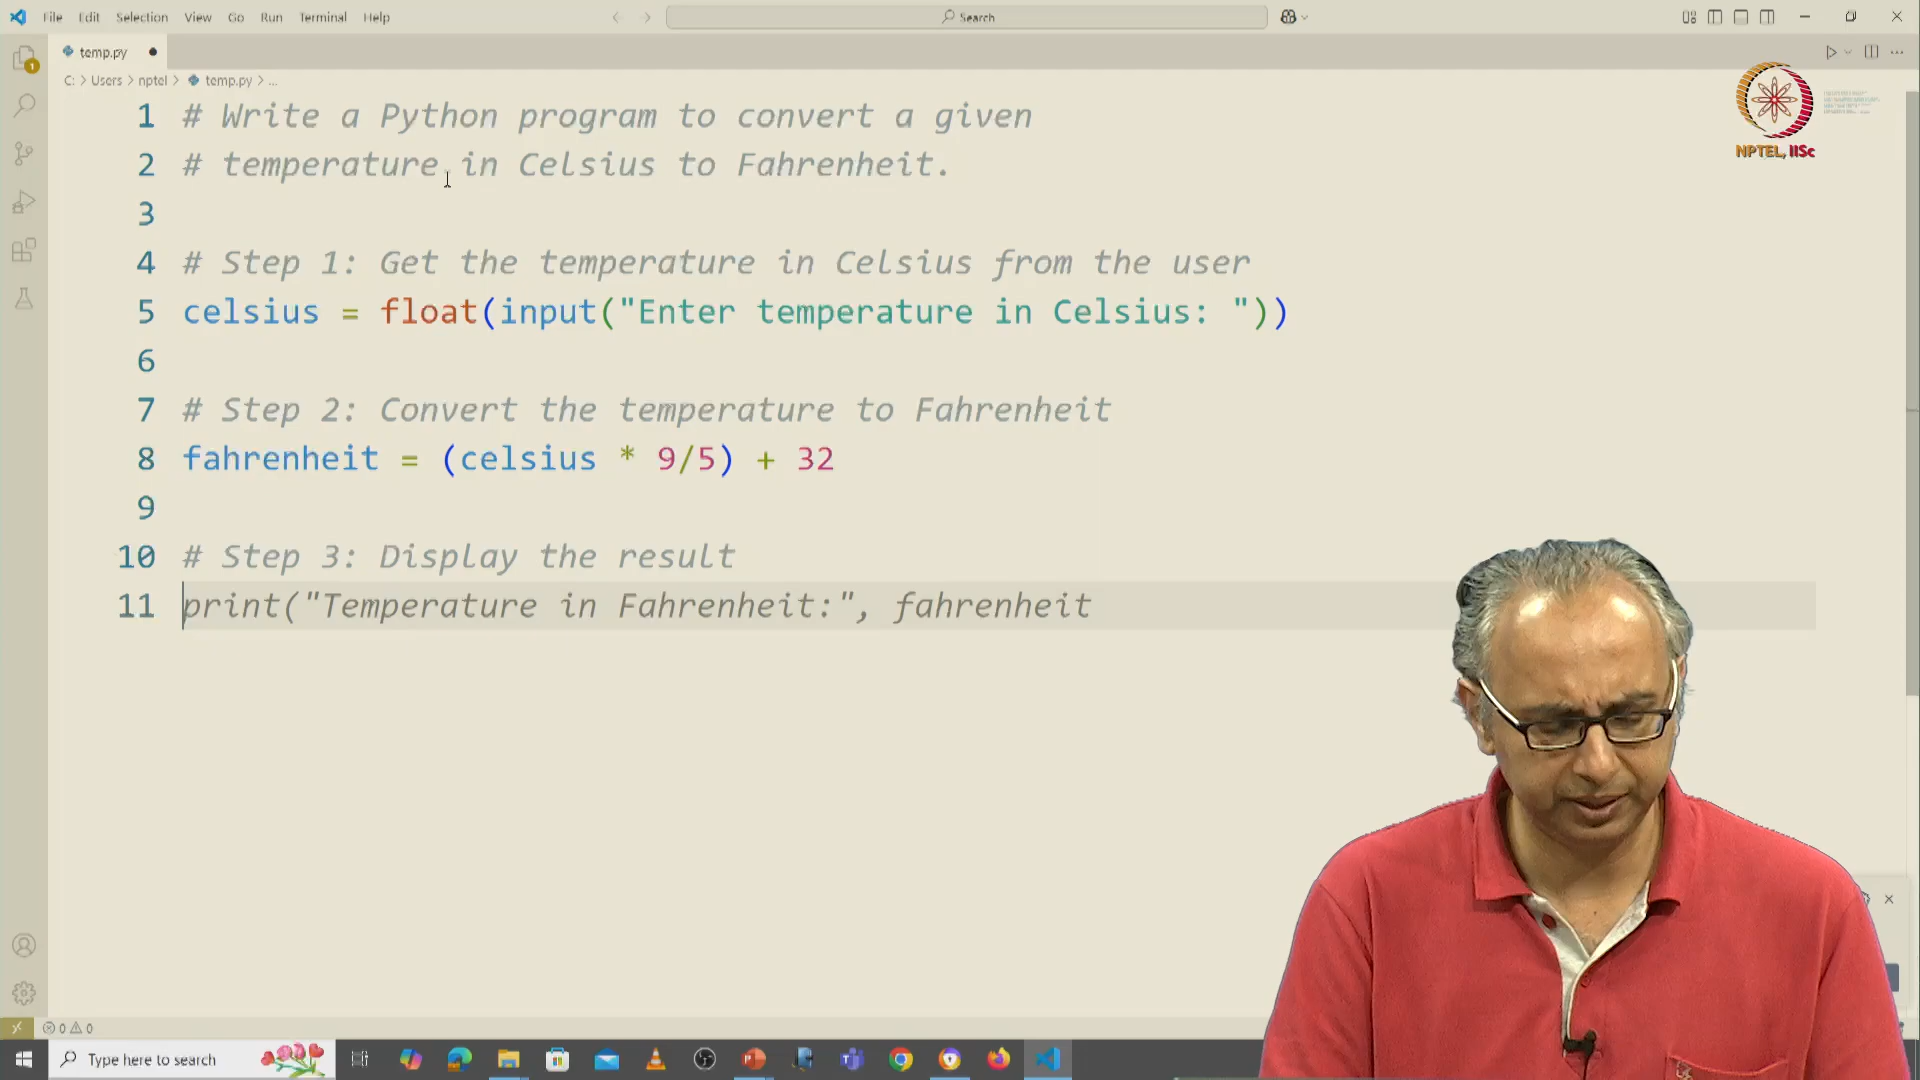 File Edit Selection View Go Run Terminal Help
Search
temp.py
1
C: > Users > nptel > temp.py > ...
1 # Write a Python program to convert a given
2 # temperature in Celsius to Fahrenheit.
3
4 # Step 1: Get the temperature in Celsius from the user
5 celsius = float(input("Enter temperature in Celsius: "))
6
7 # Step 2: Convert the temperature to Fahrenheit
8 fahrenheit = (celsius * 9/5) + 32
9
10 # Step 3: Display the result
11 print("Temperature in Fahrenheit:", fahrenheit
NPTEL, IISc
0 0
Type here to search